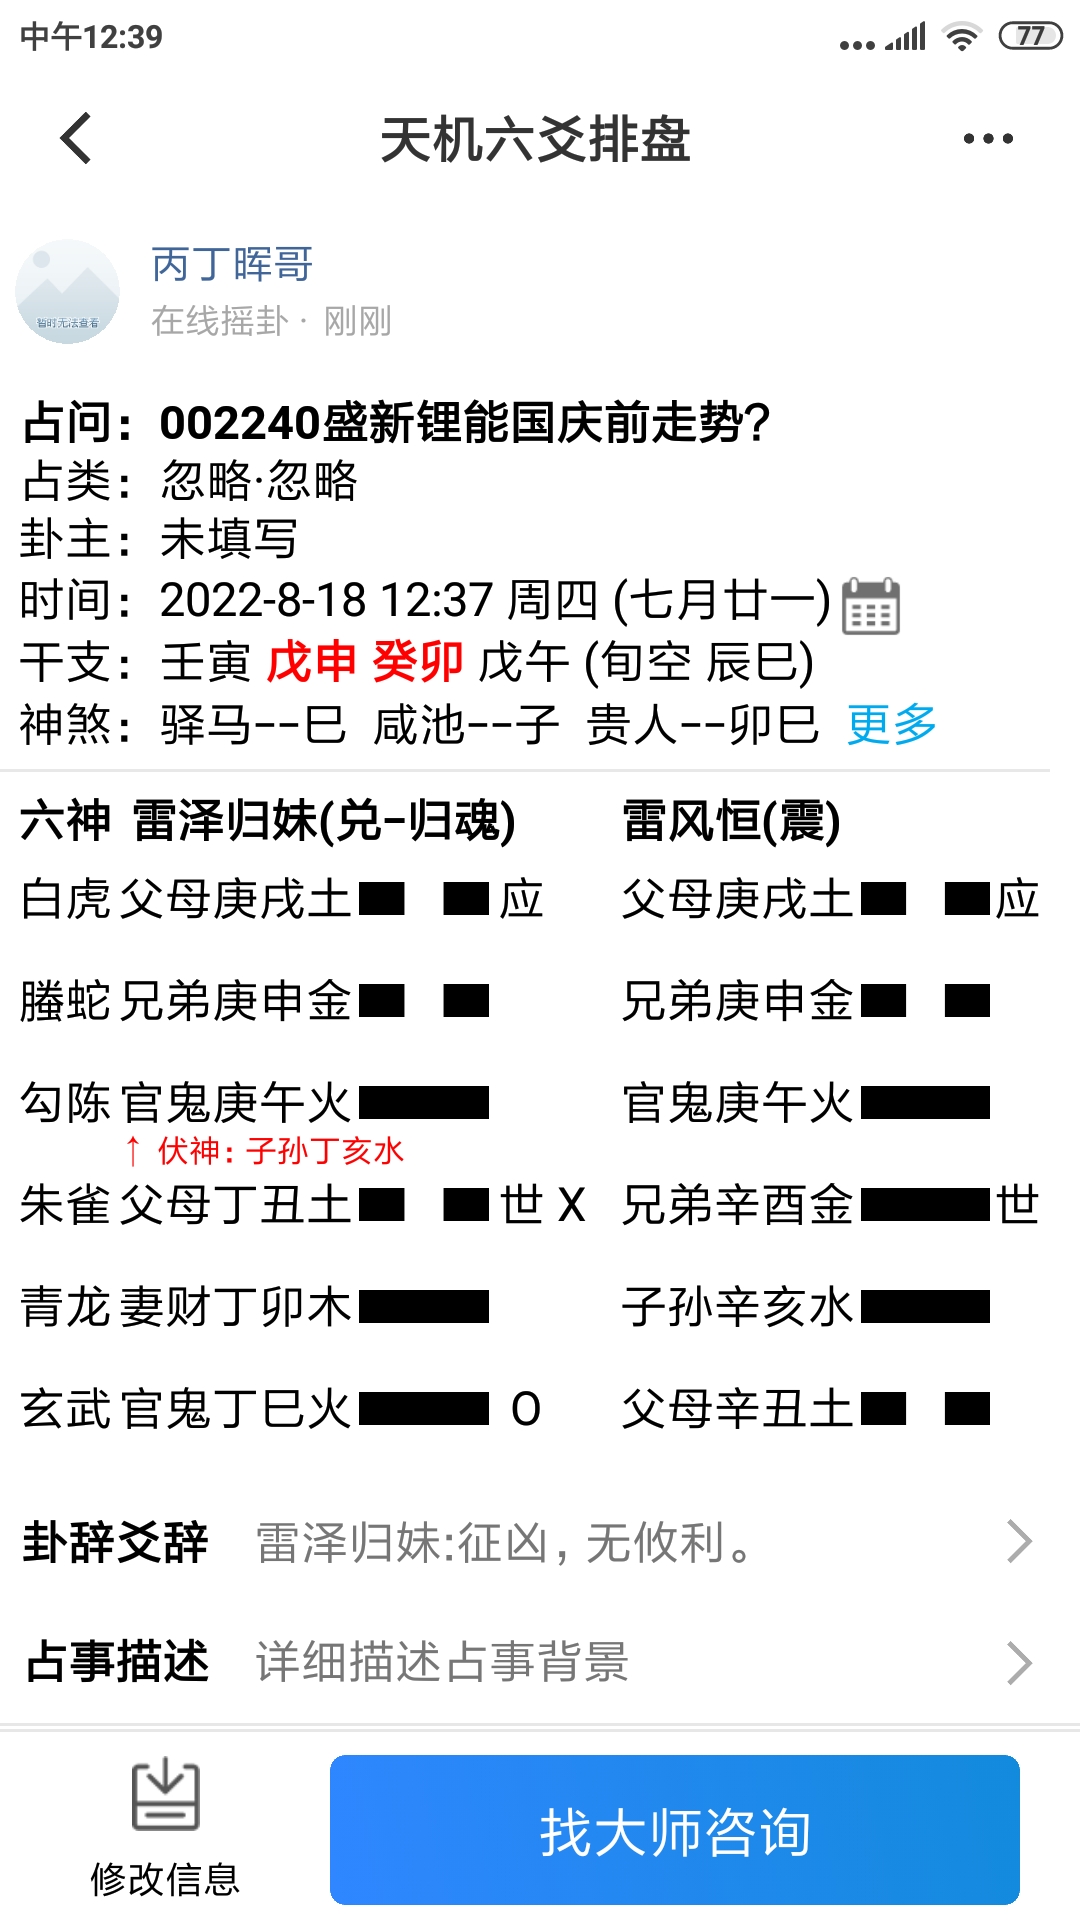 中午12:39
77
天机六爻排盘
丙丁晖哥
暂时无法查看
在线摇卦 · 刚刚
占问：002240盛新锂能国庆前走势？
占类：忽略·忽略
卦主：未填写
时间：2022-8-18 12:37 周四 (七月廿一)
干支：壬寅 戊申 癸卯 戊午 (旬空 辰巳)
神煞：驿马--巳 咸池--子 贵人--卯巳 更多
六神 雷泽归妹(兑-归魂) 雷风恒(震)
白虎 父母庚戌土 应 父母庚戌土 应
螣蛇 兄弟庚申金 兄弟庚申金
勾陈 官鬼庚午火 官鬼庚午火
↑ 伏神：子孙丁亥水
朱雀 父母丁丑土 世 X 兄弟辛酉金 世
青龙 妻财丁卯木 子孙辛亥水
玄武 官鬼丁巳火 O 父母辛丑土
卦辞爻辞 雷泽归妹:征凶，无攸利。
占事描述 详细描述占事背景
修改信息
找大师咨询